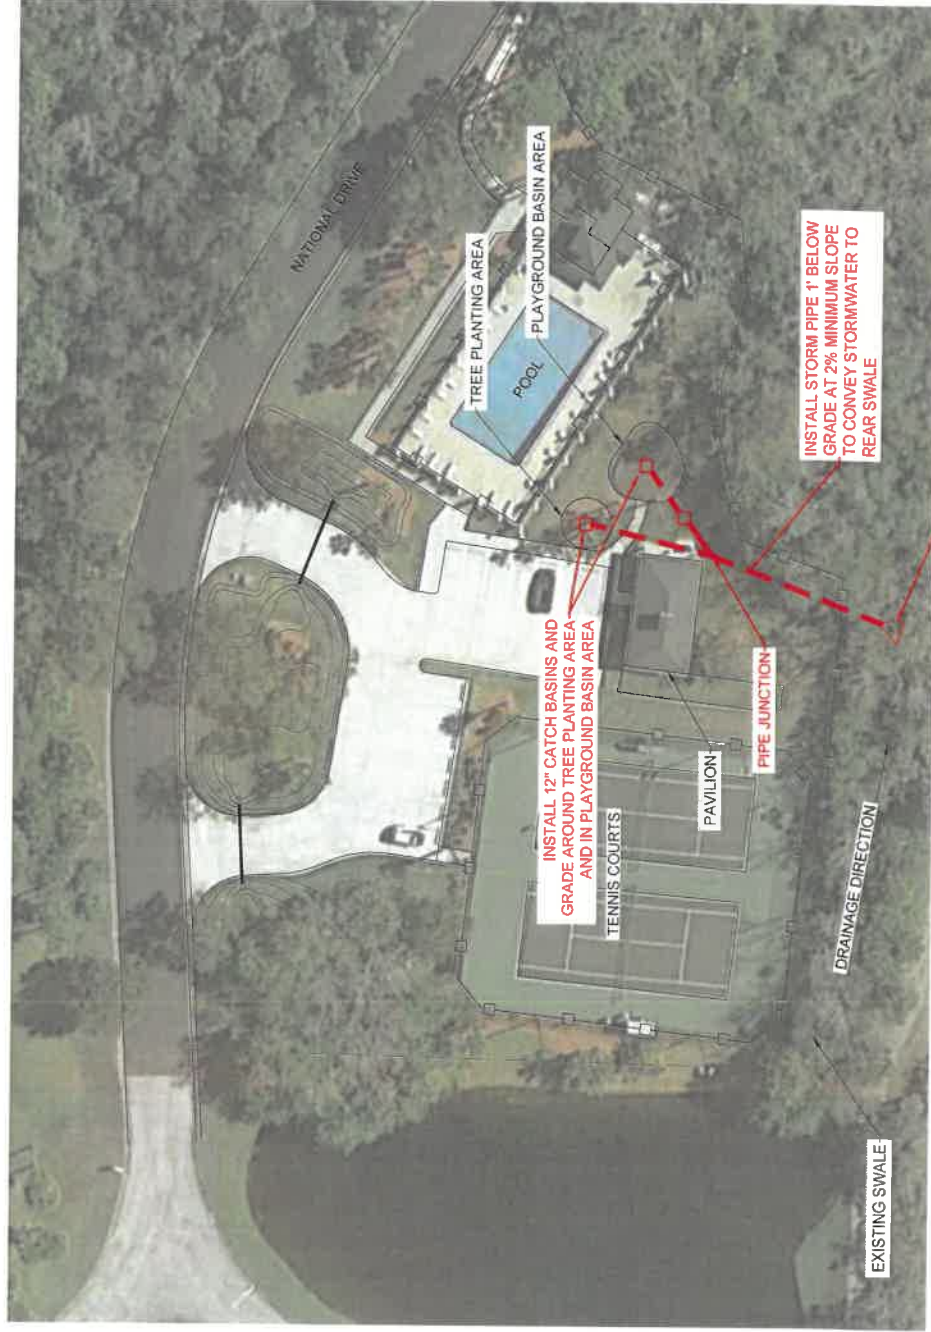 NATIONAL DRIVE
TREE PLANTING AREA
PLAYGROUND BASIN AREA
POOL
INSTALL STORM PIPE 1' BELOW
GRADE AT 2% MINIMUM SLOPE
TO CONVEY STORMWATER TO
REAR SWALE
INSTALL 12" CATCH BASINS AND
GRADE AROUND TREE PLANTING AREA
AND IN PLAYGROUND BASIN AREA
TENNIS COURTS
PAVILION
PIPE JUNCTION
DRAINAGE DIRECTION
EXISTING SWALE